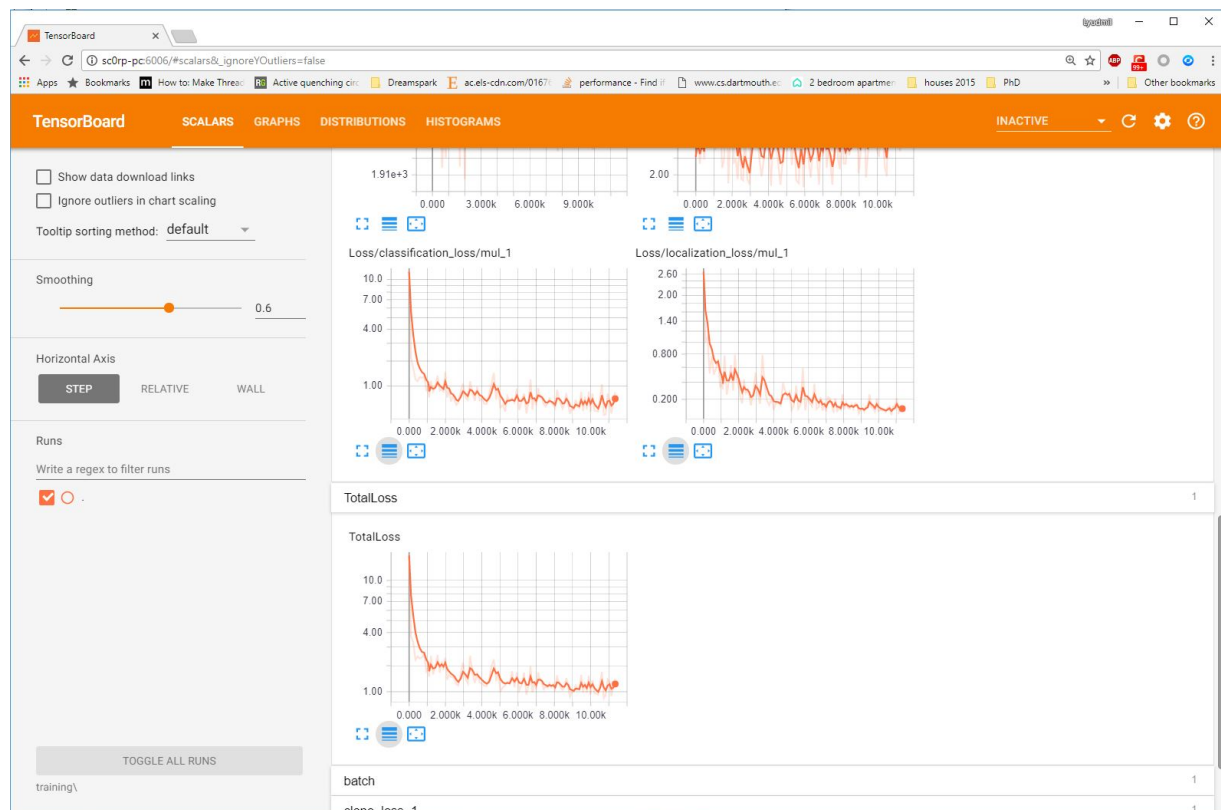 lyudmil
TensorBoard
sc0rp-pc:6006/#scalars&_ignoreYOutliers=false
Apps Bookmarks How to: Make Thread Active quenching circ Dreamspark ac.els-cdn.com/0167 performance - Find if www.cs.dartmouth.ed 2 bedroom apartmen houses 2015 PhD » Other bookmarks
TensorBoard SCALARS GRAPHS DISTRIBUTIONS HISTOGRAMS INACTIVE
Show data download links
Ignore outliers in chart scaling
Tooltip sorting method: default
Smoothing
0.6
Horizontal Axis
STEP RELATIVE WALL
Runs
Write a regex to filter runs
.
TOGGLE ALL RUNS
training\
1.91e+3
0.000 3.000k 6.000k 9.000k
2.00
0.000 2.000k 4.000k 6.000k 8.000k 10.00k
Loss/classification_loss/mul_1
10.0
7.00
4.00
1.00
0.000 2.000k 4.000k 6.000k 8.000k 10.00k
Loss/localization_loss/mul_1
2.60
2.00
1.40
0.800
0.200
0.000 2.000k 4.000k 6.000k 8.000k 10.00k
TotalLoss 1
TotalLoss
10.0
7.00
4.00
1.00
0.000 2.000k 4.000k 6.000k 8.000k 10.00k
batch 1